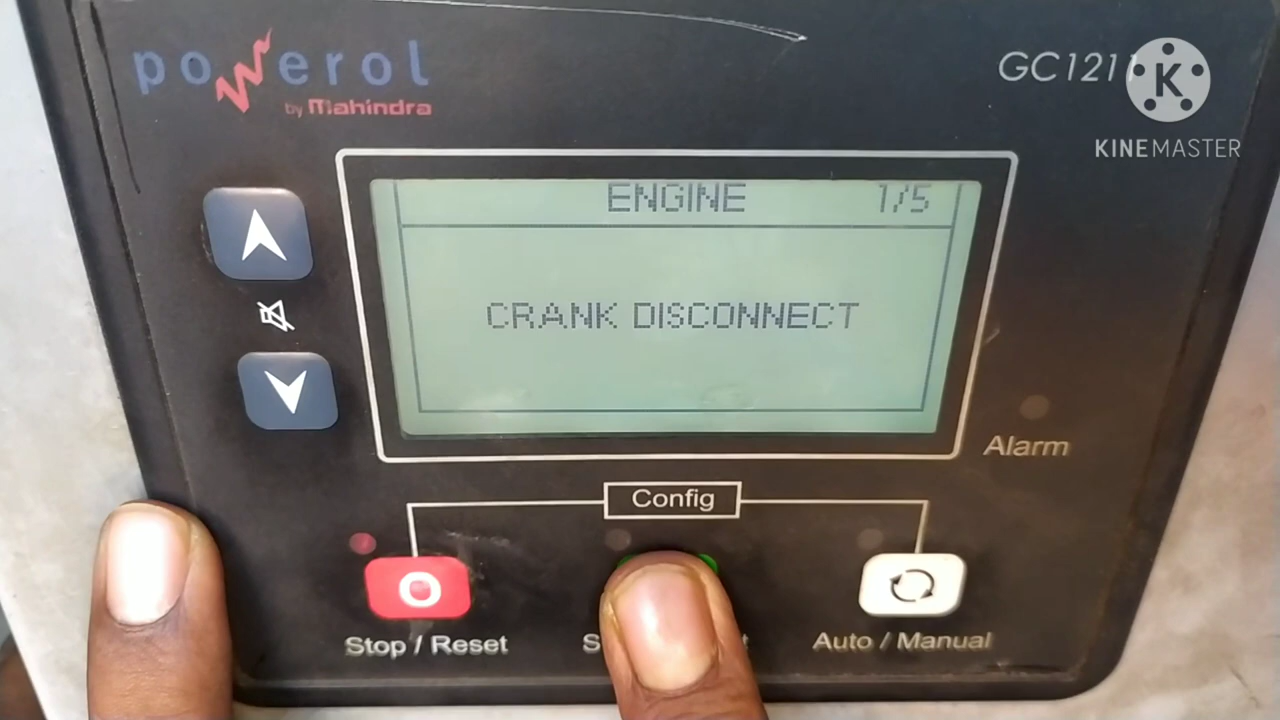 powerol
by Mahindra
GC1211
KINEMASTER
ENGINE 1/5
CRANK DISCONNECT
Alarm
Config
Stop / Reset
Auto / Manual